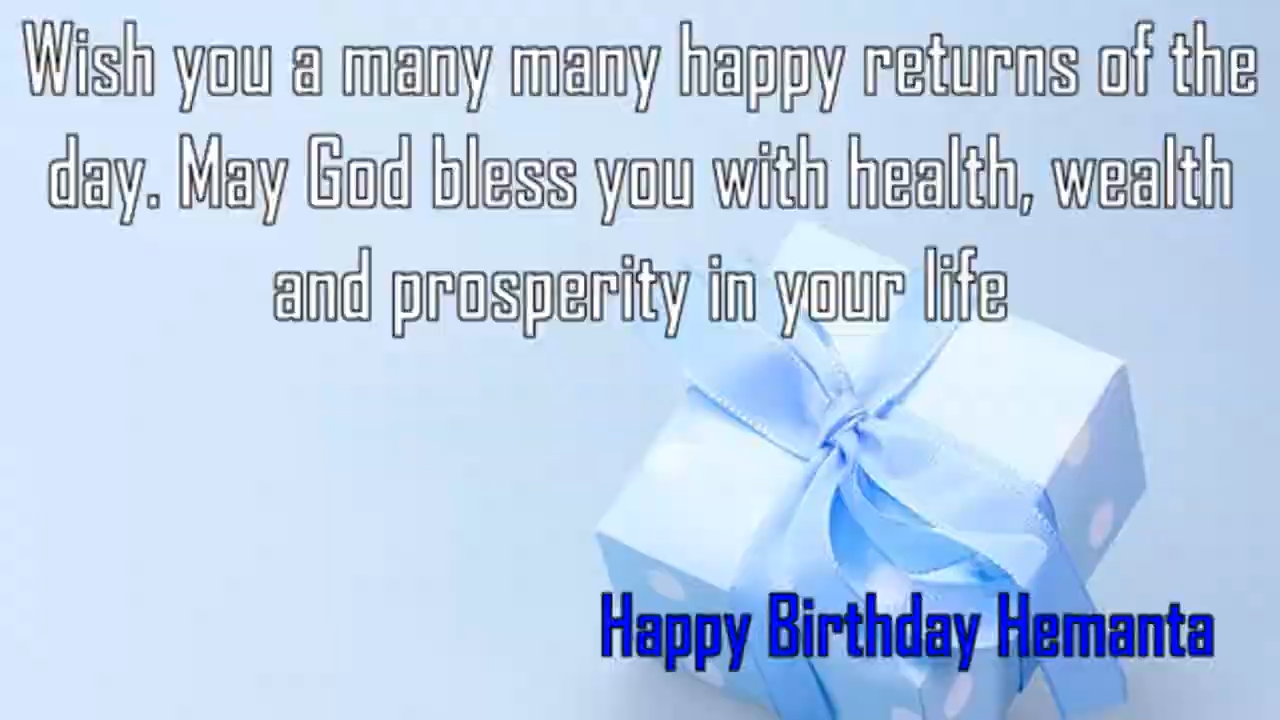 Wish you a many many happy returns of the
day. May God bless you with health, wealth
and prosperity in your life
Happy Birthday Hemanta